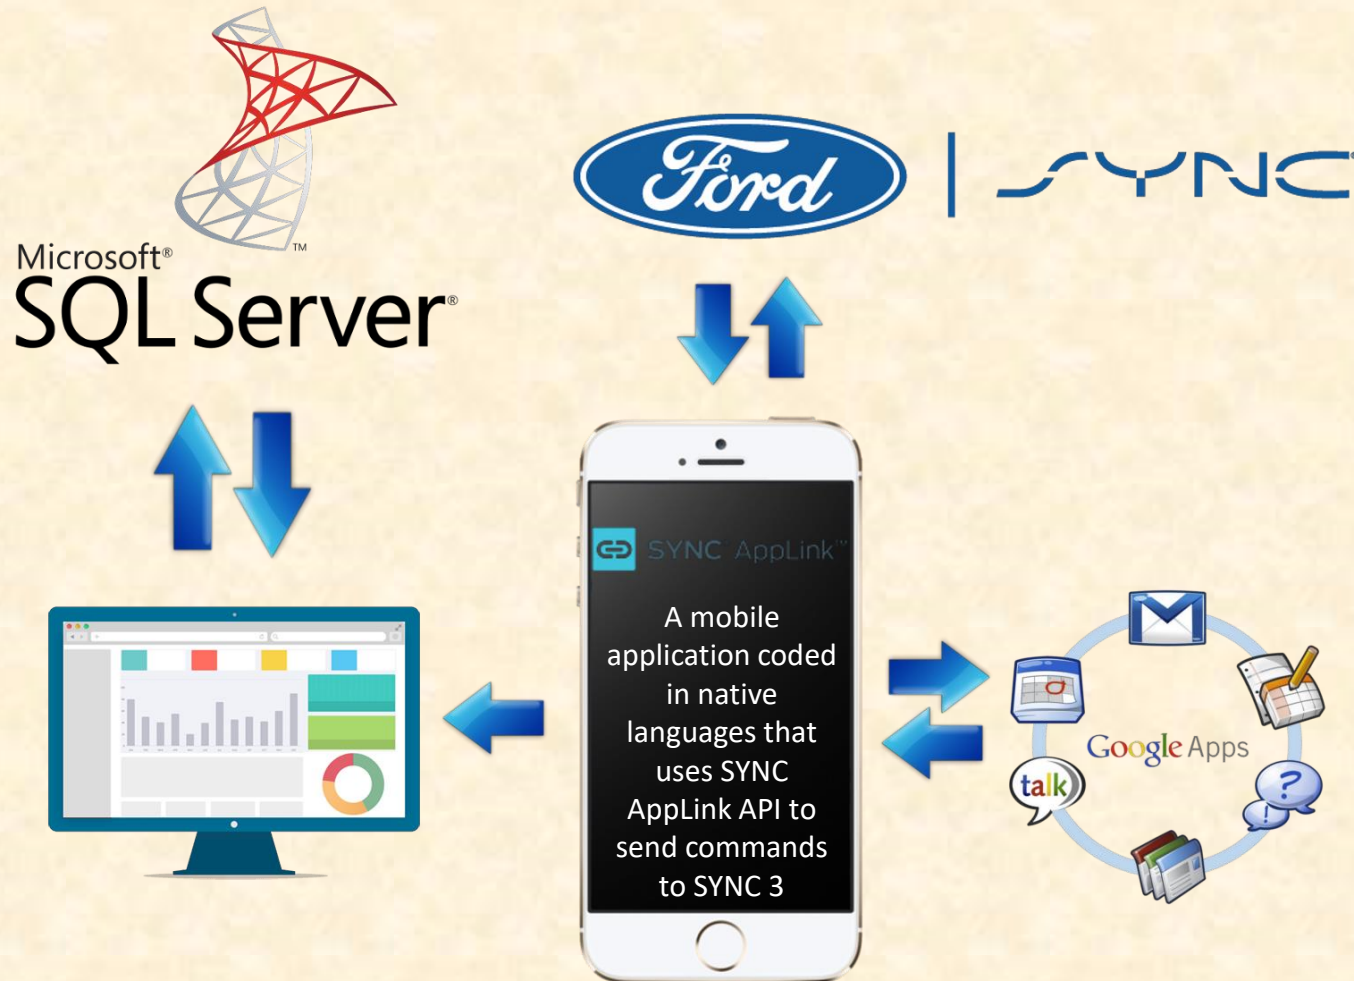 Microsoft®
SQL Server®
TM
Ford
SYNC®
SYNC AppLink™
A mobile
application coded
in native
languages that
uses SYNC
AppLink API to
send commands
to SYNC 3
Google Apps
talk
?
!